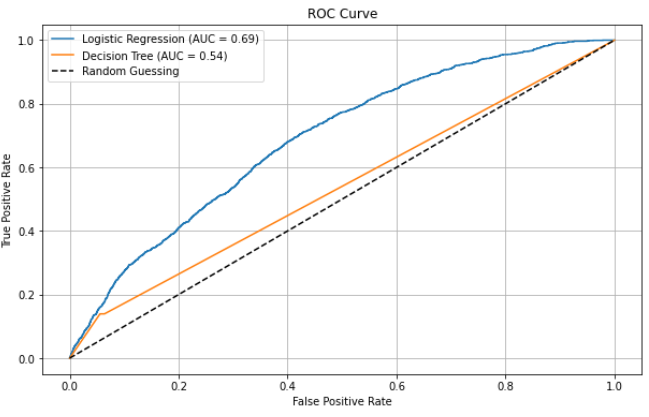 ROC Curve
Logistic Regression (AUC = 0.69)
Decision Tree (AUC = 0.54)
Random Guessing
True Positive Rate
1.0
0.8
0.6
0.4
0.2
0.0
0.0 0.2 0.4 0.6 0.8 1.0
False Positive Rate